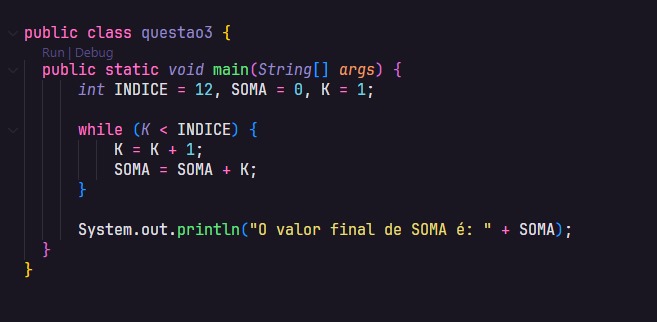 public class questao3 {
Run | Debug
public static void main(String[] args) {
int INDICE = 12, SOMA = 0, K = 1;
while (K < INDICE) {
K = K + 1;
SOMA = SOMA + K;
}
System.out.println("O valor final de SOMA é: " + SOMA);
}
}